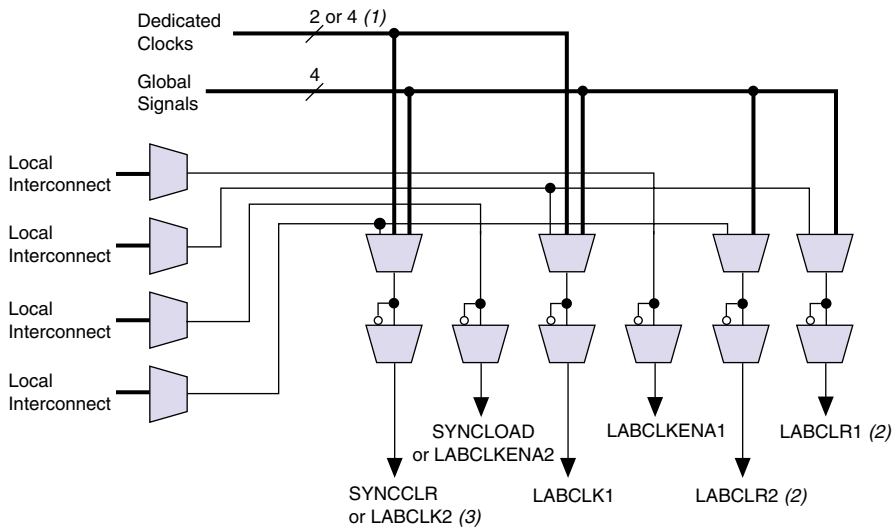 Dedicated
Clocks
2 or 4 (1)
Global
Signals
4
Local
Interconnect
Local
Interconnect
Local
Interconnect
Local
Interconnect
SYNCLOAD
or LABCLKENA2
LABCLKENA1
LABCLR1 (2)
SYNCCLR
or LABCLK2 (3)
LABCLK1
LABCLR2 (2)